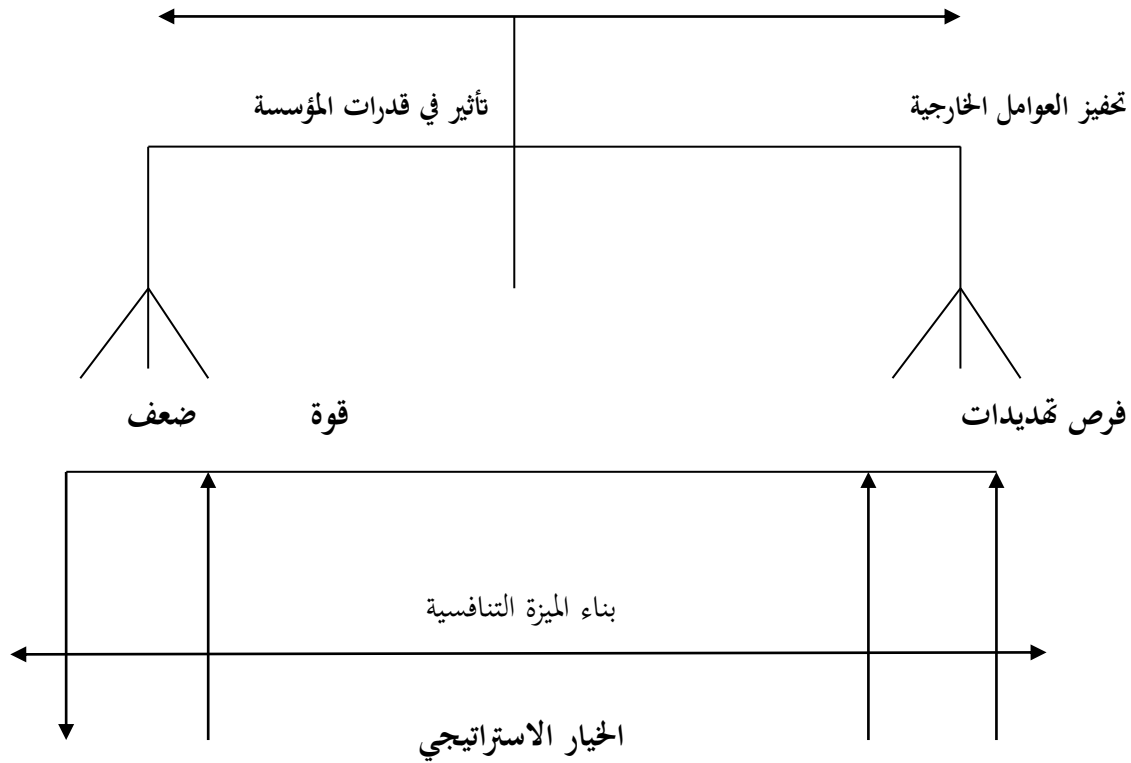 تحفيز العوامل الخارجية
تأثير في قدرات المؤسسة
فرص تهديدات
قوة
ضعف
بناء الميزة التنافسية
الخيار الاستراتيجي